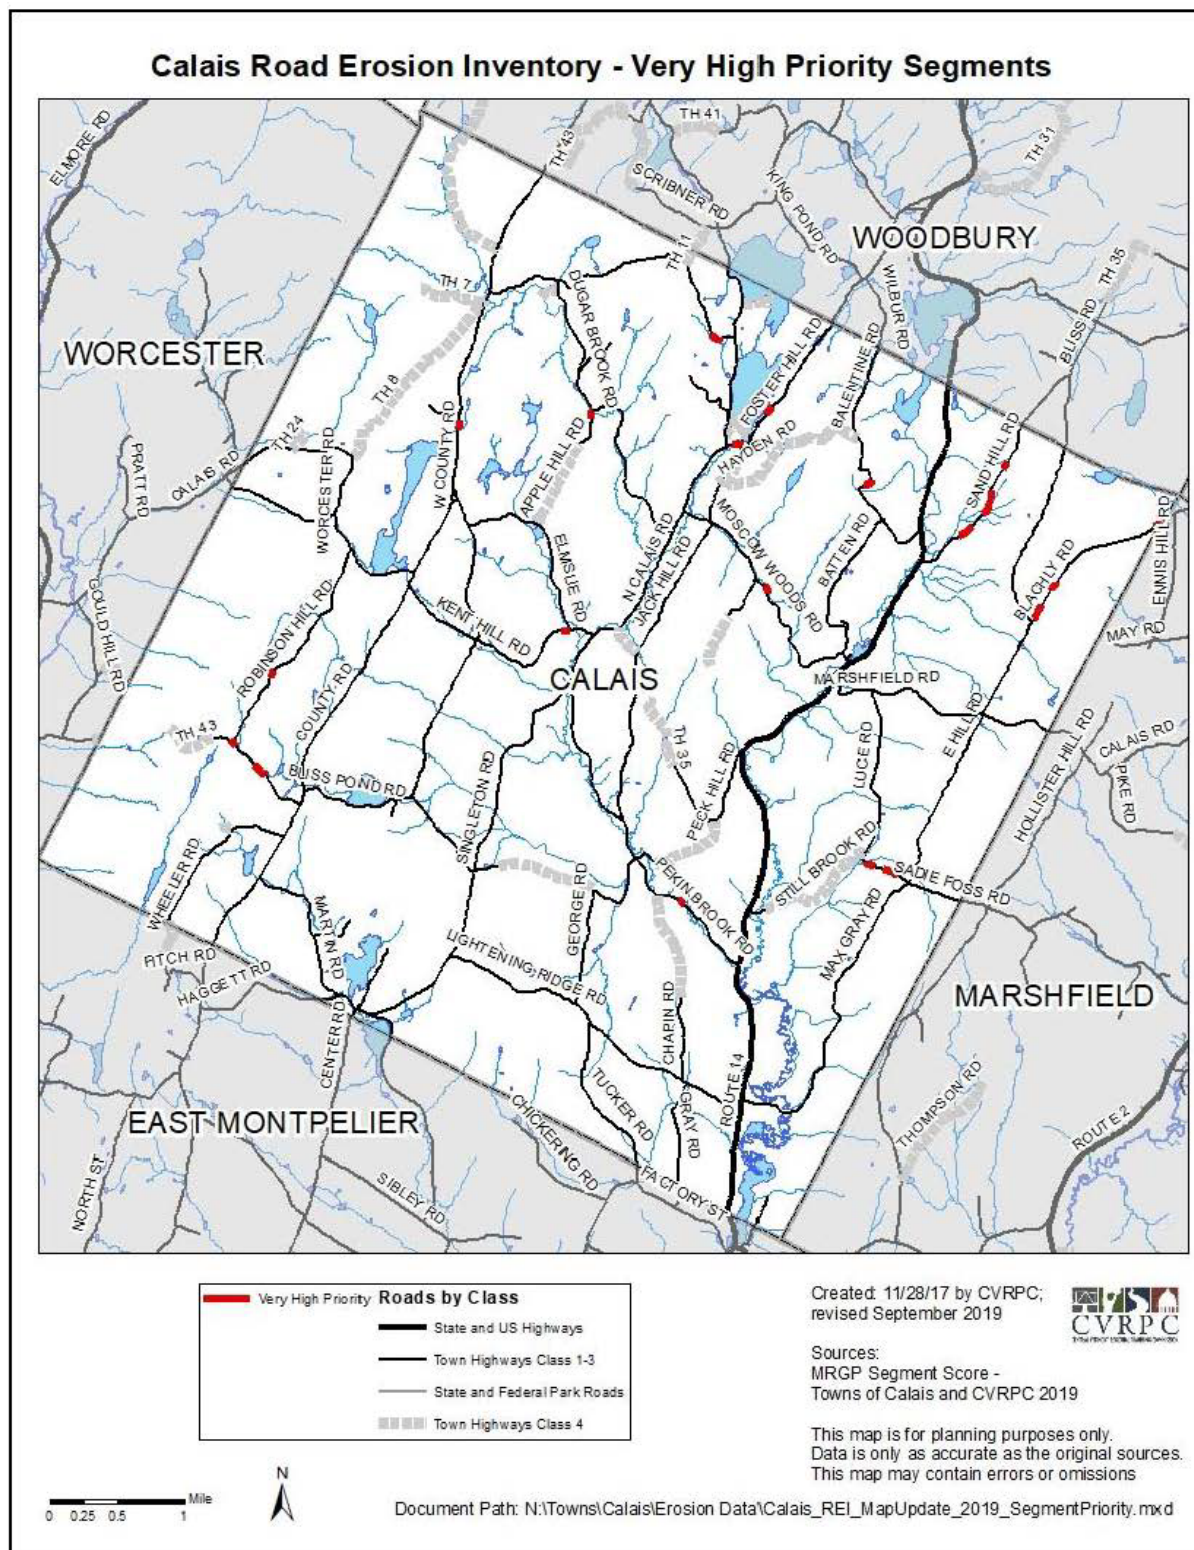 Calais Road Erosion Inventory - Very High Priority Segments
ELMORE RD
TH 43
TH 41
TH 31
SCRIBNER RD
KING POND RD
WOODBURY
TH 11
TH 35
WILBUR RD
BLISS RD
TH 7
DUGAR BROOK RD
FOSTER HILL RD
BALENTINE RD
WORCESTER
TH 8
TH 24
W COUNTY RD
APPLE HILL RD
HAYDEN RD
SAND HILL RD
PRATT RD
CALAIS RD
WORCESTER RD
MOSCOW WOODS RD
BATTEN RD
ELMSLIE RD
N CALAIS RD
JACK HILL RD
BLACHLY RD
ENNIS HILL RD
GOULD HILL RD
ROBINSON HILL RD
KENT HILL RD
MAY RD
CALAIS
MARSHFIELD RD
COUNTY RD
TH 43
TH 35
PECK HILL RD
LUCE RD
E HILL RD
HOLLISTER HILL RD
CALAIS RD
PIKE RD
BLISS POND RD
SINGLETON RD
STILL BROOK RD
SADIE FOSS RD
WHEELER RD
GEORGE RD
PEKIN BROOK RD
MAX GRAY RD
MARTIN RD
FITCH RD
HAGGETT RD
LIGHTENING RIDGE RD
MARSHFIELD
CENTER RD
CHAPIN RD
ROUTE 14
EAST MONTPELIER
TUCKER RD
GRAY RD
CHICKERING RD
THOMPSON RD
ROUTE 2
NORTH ST
SIBLEY RD
FACTORY ST
Very High Priority Roads by Class
State and US Highways
Town Highways Class 1-3
State and Federal Park Roads
Town Highways Class 4
Created: 11/28/17 by CVRPC;
revised September 2019
CVRPC
Sources:
MRGP Segment Score -
Towns of Calais and CVRPC 2019
This map is for planning purposes only.
Data is only as accurate as the original sources.
This map may contain errors or omissions
N
Mile
0 0.25 0.5 1
Document Path: N:\Towns\Calais\Erosion Data\Calais_REI_MapUpdate_2019_SegmentPriority.mxd